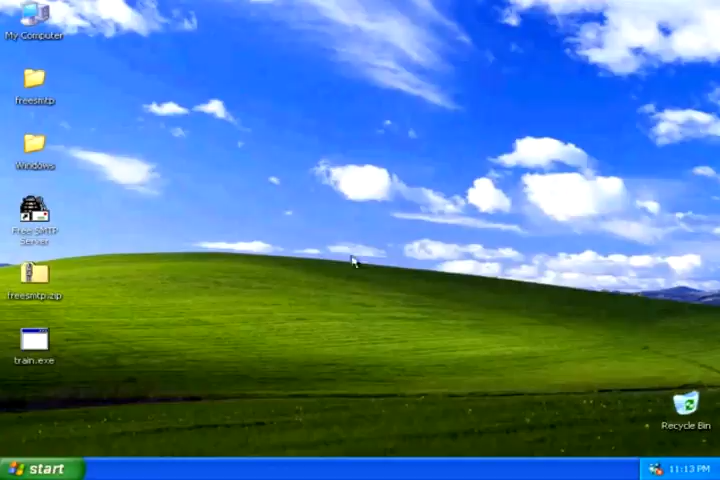 My Computer
freesmtp
Windows
Free SMTP
Server
freesmtp.zip
train.exe
Recycle Bin
start
11:13 PM